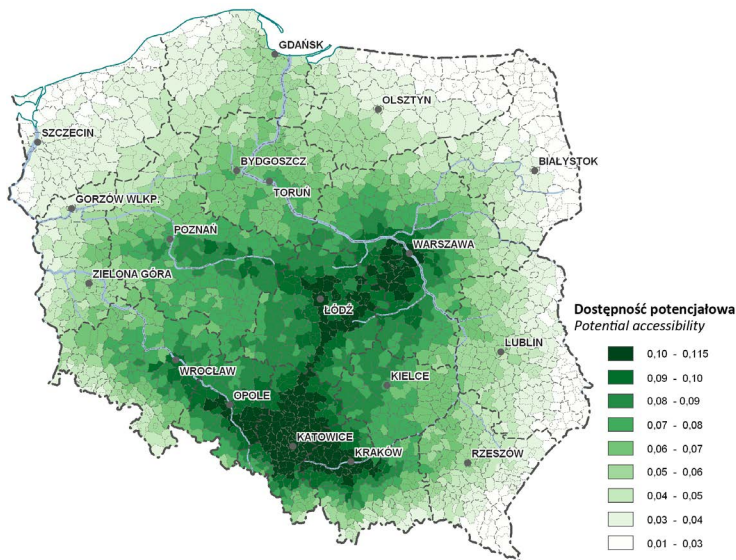 GDAŃSK
OLSZTYN
SZCZECIN
BYDGOSZCZ
BIAŁYSTOK
TORUŃ
GORZÓW WLKP.
POZNAŃ
WARSZAWA
ZIELONA GÓRA
ŁÓDŹ
Dostępność potencjałowa
Potential accessibility
LUBLIN
0,10 - 0,115
WROCŁAW
0,09 - 0,10
KIELCE
OPOLE
0,08 -0,09
0,07 - 0,08
KATOWICE
0,06 - 0,07
KRAKÓW
RZESZÓW
0,05 - 0,06
0,04 - 0,05
0,03 - 0,04
0,01 - 0,03